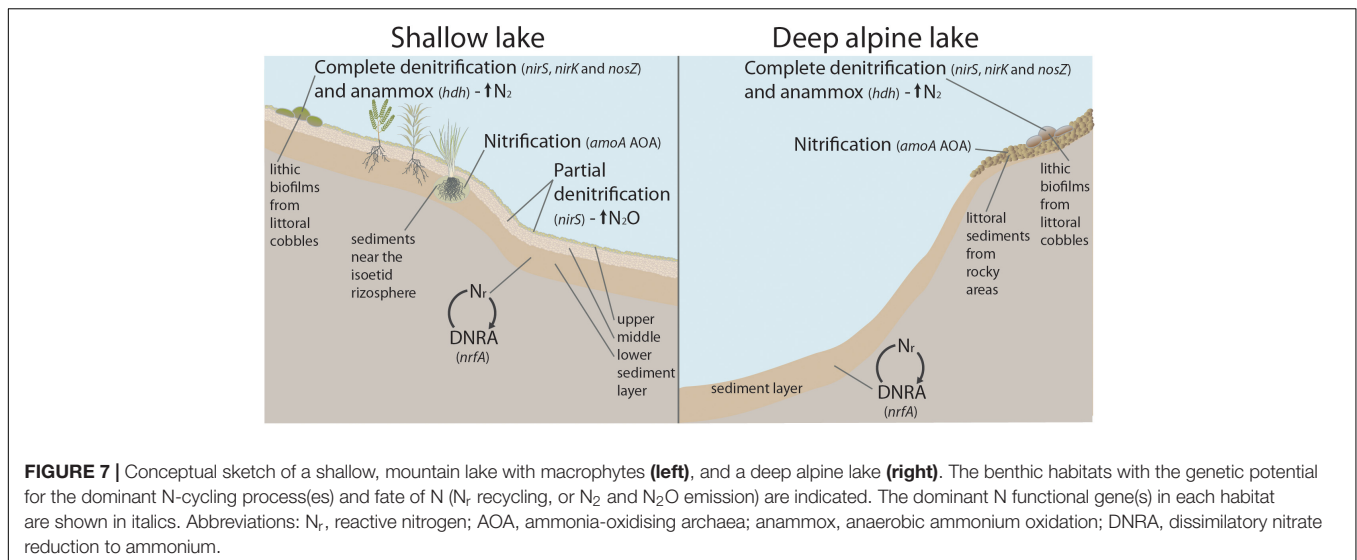 Shallow lake
Complete denitrification (nirS, nirK and nosZ)
and anammox (hdh) - ↑N₂
Nitrification (amoA AOA)
Partial
denitrification
(nirS) - ↑N₂O
lithic
biofilms
from
littoral
cobbles
sediments
near the
isoetid
rizosphere
Nᵣ
DNRA
(nrfA)
upper
middle
lower
sediment
layer
Deep alpine lake
Complete denitrification (nirS, nirK and nosZ)
and anammox (hdh) - ↑N₂
Nitrification (amoA AOA)
littoral
sediments
from
rocky
areas
lithic
biofilms
from
littoral
cobbles
sediment layer
Nᵣ
DNRA
(nrfA)
FIGURE 7 | Conceptual sketch of a shallow, mountain lake with macrophytes (left), and a deep alpine lake (right). The benthic habitats with the genetic potential
for the dominant N-cycling process(es) and fate of N (Nᵣ recycling, or N₂ and N₂O emission) are indicated. The dominant N functional gene(s) in each habitat
are shown in italics. Abbreviations: Nᵣ, reactive nitrogen; AOA, ammonia-oxidising archaea; anammox, anaerobic ammonium oxidation; DNRA, dissimilatory nitrate
reduction to ammonium.